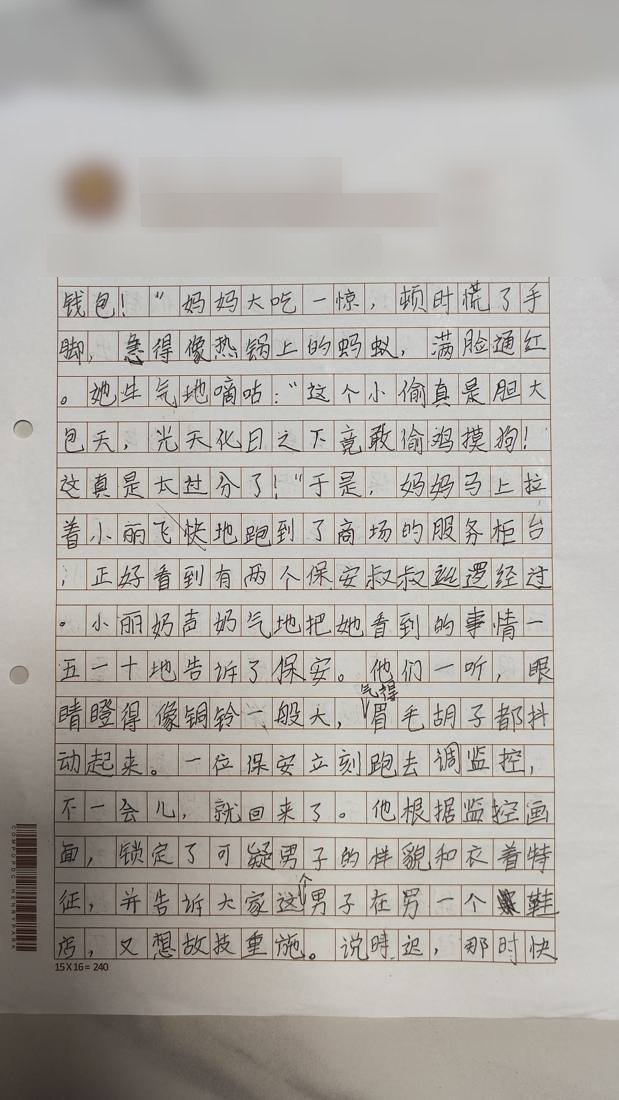 钱包！”妈妈大吃一惊，顿时慌了手
脚，急得像热锅上的蚂蚁，满脸通红
。她生气地嘀咕：“这个小偷真是胆大
包天，光天化日之下竟敢偷鸡摸狗！
这真是太过分了！”于是，妈妈马上拉
着小丽飞快地跑到了商场的服务柜台
，正好看到有两个保安叔叔巡逻经过
。小丽奶声奶气地把她看到的事情一
五一十地告诉了保安。他们一听，眼
睛瞪得像铜铃一般大，气得眉毛胡子都抖
动起来。一位保安立刻跑去调监控，
不一会儿，就回来了。他根据监控画
面，锁定了可疑男子的样貌和衣着特
征，并告诉大家这男子在另一个鞋
店，又想故技重施。说时迟，那时快
15X16=240